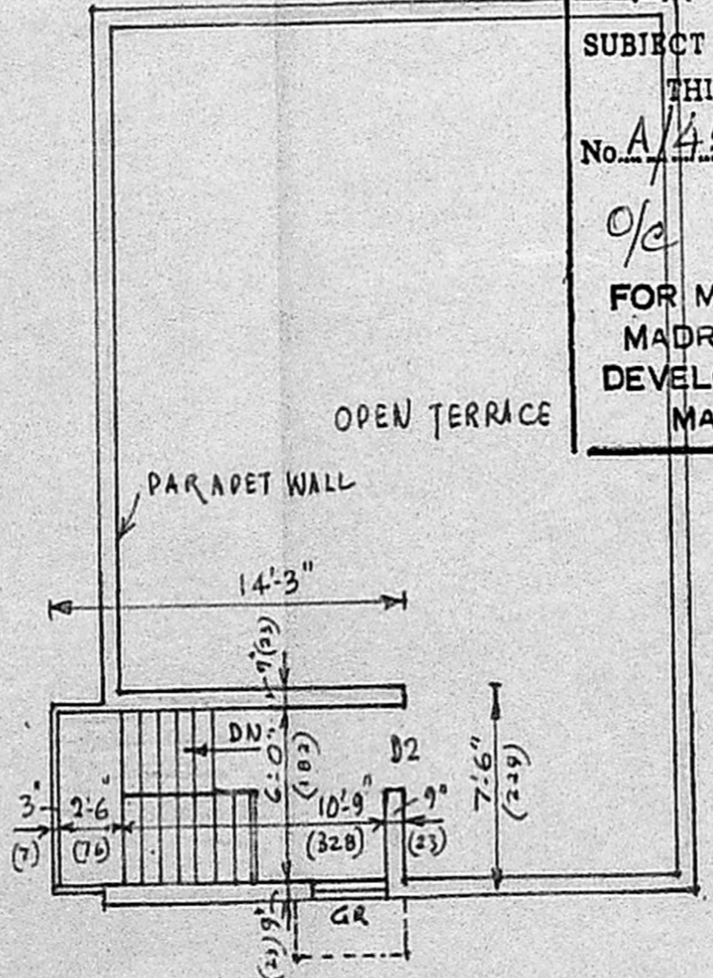 SUBJECT
THI
No. A/4
O/C
FOR M
MADR
DEVEL
MA
OPEN TERRACE
PARAPET WALL
14'-3"
9"(23)
DN
6'-0"
(182)
D2
7'-6"
(229)
3"
(7)
2'-6"
(76)
10'-9"
(328)
9"
(23)
9"
(23)
GR